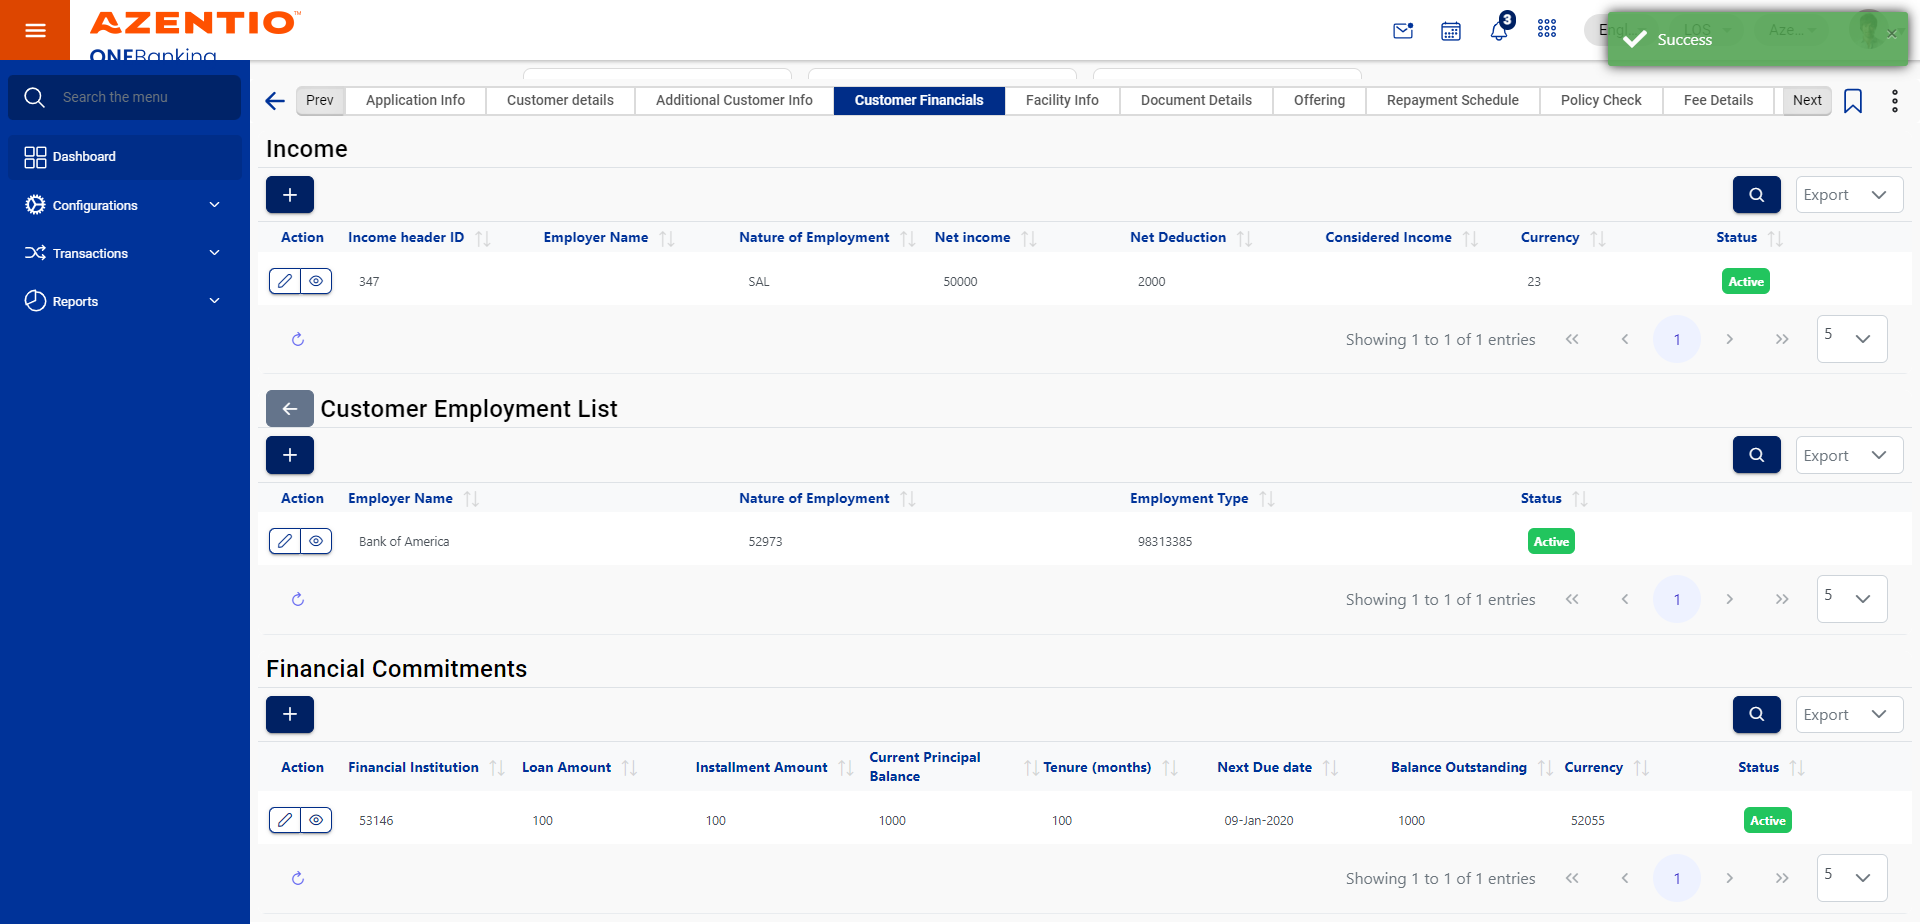 AZENTIO™
ONEBanking
3
Engl
LOS
Aze...
Success
Search the menu
Dashboard
Configurations
Transactions
Reports
Prev
Application Info
Customer details
Additional Customer Info
Customer Financials
Facility Info
Document Details
Offering
Repayment Schedule
Policy Check
Fee Details
Next
Income
Export
Action Income header ID Employer Name Nature of Employment Net income Net Deduction Considered Income Currency Status
347 SAL 50000 2000 23 Active
Showing 1 to 1 of 1 entries 1 5
Customer Employment List
Export
Action Employer Name Nature of Employment Employment Type Status
Bank of America 52973 98313385 Active
Showing 1 to 1 of 1 entries 1 5
Financial Commitments
Export
Action Financial Institution Loan Amount Installment Amount Current Principal Balance Tenure (months) Next Due date Balance Outstanding Currency Status
53146 100 100 1000 100 09-Jan-2020 1000 52055 Active
Showing 1 to 1 of 1 entries 1 5